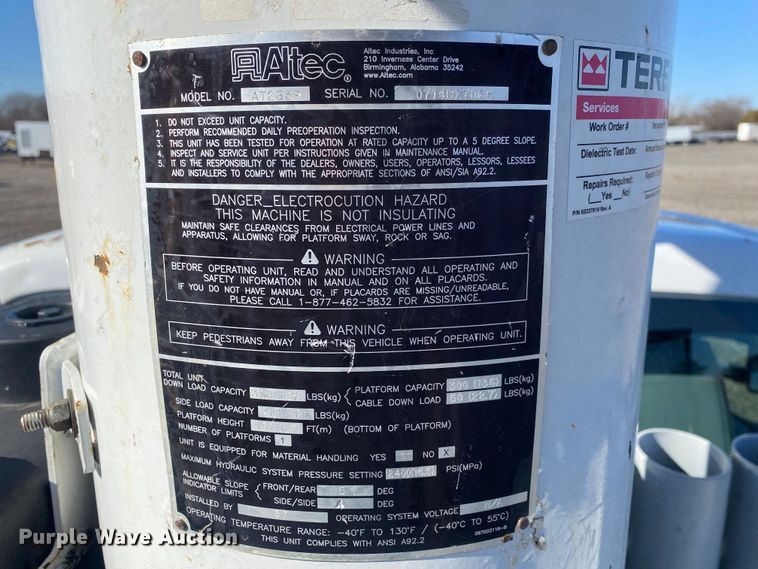 Altec
Altec Industries, Inc
210 Inverness Center Drive
Birmingham, Alabama 35242
www.Altec.com
MODEL NO. SERIAL NO.
1. DO NOT EXCEED UNIT CAPACITY.
2. PERFORM RECOMMENDED DAILY PREOPERATION INSPECTION.
3. THIS UNIT HAS BEEN TESTED FOR OPERATION AT RATED CAPACITY UP TO A 5 DEGREE SLOPE.
4. INSPECT AND SERVICE UNIT PER INSTRUCTIONS GIVEN IN MAINTENANCE MANUAL.
5. IT IS THE RESPONSIBILITY OF THE DEALERS, OWNERS, USERS, OPERATORS, LESSORS, LESSEES
AND INSTALLERS TO COMPLY WITH THE APPROPRIATE SECTIONS OF ANSI/SIA A92.2.
DANGER ELECTROCUTION HAZARD
THIS MACHINE IS NOT INSULATING
MAINTAIN SAFE CLEARANCES FROM ELECTRICAL POWER LINES AND
APPARATUS, ALLOWING FOR PLATFORM SWAY, ROCK OR SAG.
WARNING
BEFORE OPERATING UNIT, READ AND UNDERSTAND ALL OPERATING AND
SAFETY INFORMATION IN MANUAL AND ON ALL PLACARDS.
IF YOU DO NOT HAVE MANUAL OR, IF PLACARDS ARE MISSING/UNREADABLE,
PLEASE CALL 1-877-462-5832 FOR ASSISTANCE.
WARNING
KEEP PEDESTRIANS AWAY FROM THIS VEHICLE WHEN OPERATING UNIT.
TOTAL UNIT
DOWN LOAD CAPACITY LBS(kg) PLATFORM CAPACITY 300 (136) LBS(kg)
SIDE LOAD CAPACITY LBS(kg) CABLE DOWN LOAD 50 (22.7) LBS(kg)
PLATFORM HEIGHT FT(m) (BOTTOM OF PLATFORM)
NUMBER OF PLATFORMS 1
UNIT IS EQUIPPED FOR MATERIAL HANDLING YES NO X
MAXIMUM HYDRAULIC SYSTEM PRESSURE SETTING PSI(MPa)
ALLOWABLE SLOPE
INDICATOR LIMITS
FRONT/REAR 5 DEG
SIDE/SIDE DEG
INSTALLED BY OPERATING SYSTEM VOLTAGE
OPERATING TEMPERATURE RANGE: -40°F TO 130°F / (-40°C TO 55°C)
THIS UNIT COMPLIES WITH ANSI A92.2
TERE
Services
Work Order #
Dielectric Test Date:
Repairs Required:
(__Yes __No)
Purple Wave Auction